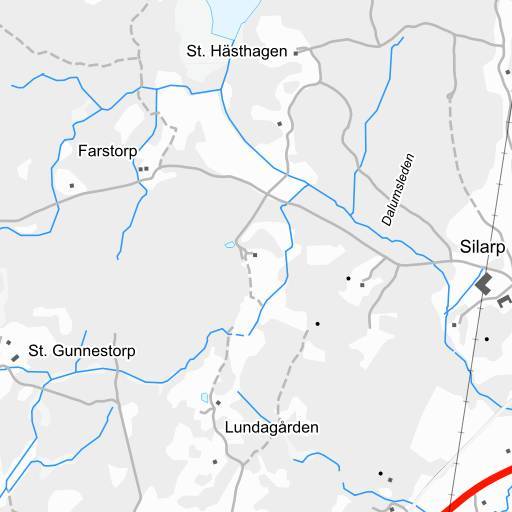 St. Hästhagen
Farstorp
Dalumsleden
Silarp
St. Gunnestorp
Lundagården